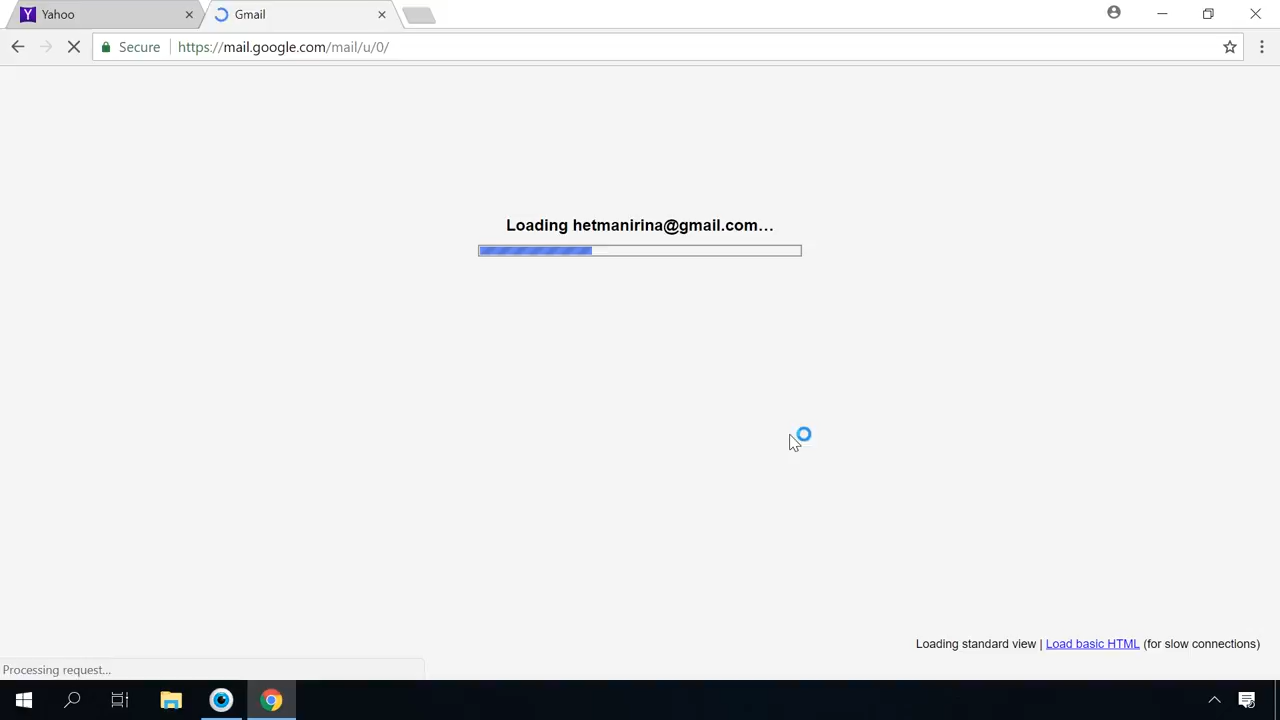 Yahoo
Gmail
Secure
https://mail.google.com/mail/u/0/
Loading hetmanirina@gmail.com…
Loading standard view | Load basic HTML (for slow connections)
Processing request...